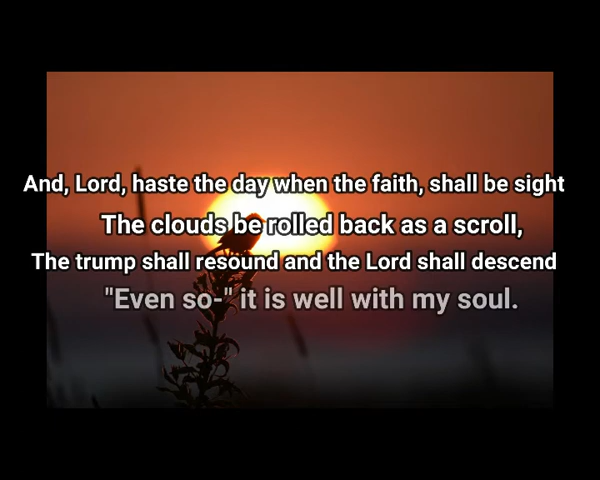 And, Lord, haste the day when the faith, shall be sight
The clouds be rolled back as a scroll,
The trump shall resound and the Lord shall descend
"Even so-" it is well with my soul.